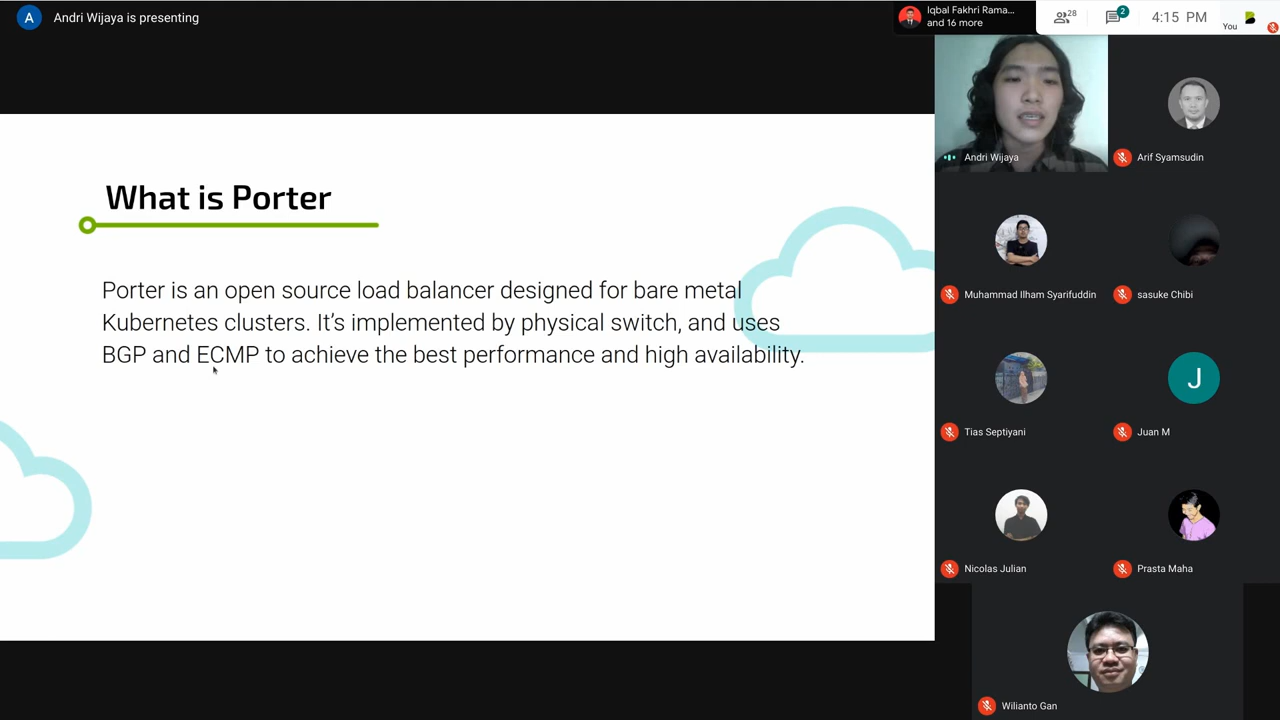 A
Andri Wijaya is presenting
Iqbal Fakhri Rama...
and 16 more
28
2
4:15 PM
You
What is Porter
Porter is an open source load balancer designed for bare metal
Kubernetes clusters. It’s implemented by physical switch, and uses
BGP and ECMP to achieve the best performance and high availability.
Andri Wijaya
Arif Syamsudin
Muhammad Ilham Syarifuddin
sasuke Chibi
Tias Septiyani
J
Juan M
Nicolas Julian
Prasta Maha
Wilianto Gan